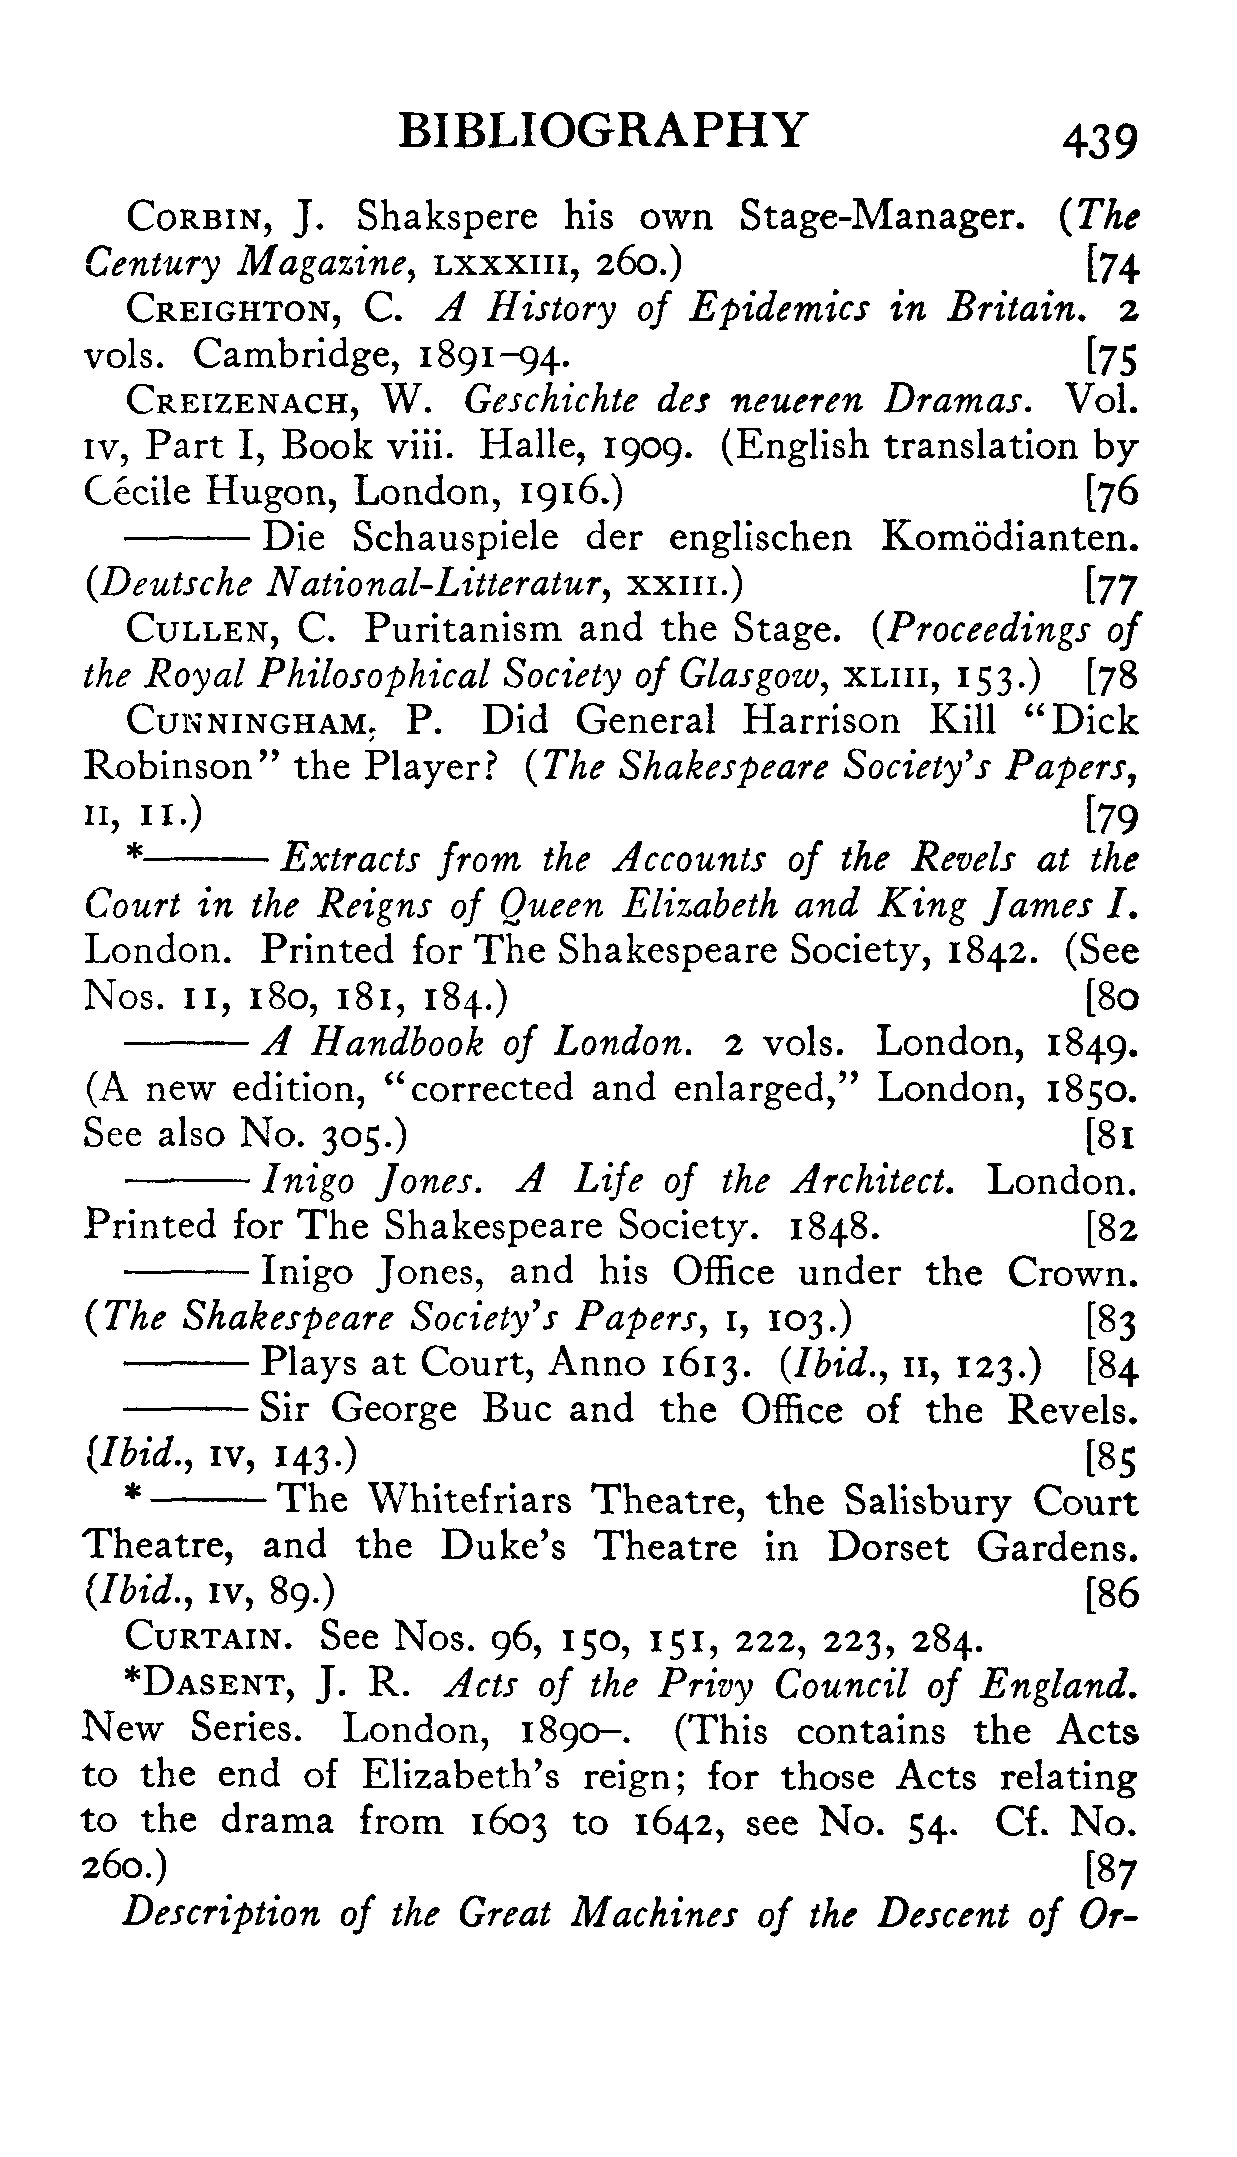 BIBLIOGRAPHY 439
CORBIN, J. Shakspere his own Stage-Manager. (The
Century Magazine, LXXXIII, 260.) [74
CREIGHTON, C. A History of Epidemics in Britain. 2
vols. Cambridge, 1891–94. [75
CREIZENACH, W. Geschichte des neueren Dramas. Vol.
IV, Part I, Book viii. Halle, 1909. (English translation by
Cécile Hugon, London, 1916.) [76
——— Die Schauspiele der englischen Komödianten.
(Deutsche National-Litteratur, XXIII.) [77
CULLEN, C. Puritanism and the Stage. (Proceedings of
the Royal Philosophical Society of Glasgow, XLIII, 153.) [78
CUNNINGHAM, P. Did General Harrison Kill “Dick
Robinson” the Player? (The Shakespeare Society’s Papers,
II, 11.) [79
*——— Extracts from the Accounts of the Revels at the
Court in the Reigns of Queen Elizabeth and King James I.
London. Printed for The Shakespeare Society, 1842. (See
Nos. 11, 180, 181, 184.) [80
——— A Handbook of London. 2 vols. London, 1849.
(A new edition, “corrected and enlarged,” London, 1850.
See also No. 305.) [81
——— Inigo Jones. A Life of the Architect. London.
Printed for The Shakespeare Society. 1848. [82
——— Inigo Jones, and his Office under the Crown.
(The Shakespeare Society’s Papers, I, 103.) [83
——— Plays at Court, Anno 1613. (Ibid., II, 123.) [84
——— Sir George Buc and the Office of the Revels.
(Ibid., IV, 143.) [85
*——— The Whitefriars Theatre, the Salisbury Court
Theatre, and the Duke’s Theatre in Dorset Gardens.
(Ibid., IV, 89.) [86
CURTAIN. See Nos. 96, 150, 151, 222, 223, 284.
*DASENT, J. R. Acts of the Privy Council of England.
New Series. London, 1890–. (This contains the Acts
to the end of Elizabeth’s reign; for those Acts relating
to the drama from 1603 to 1642, see No. 54. Cf. No.
260.) [87
Description of the Great Machines of the Descent of Or-